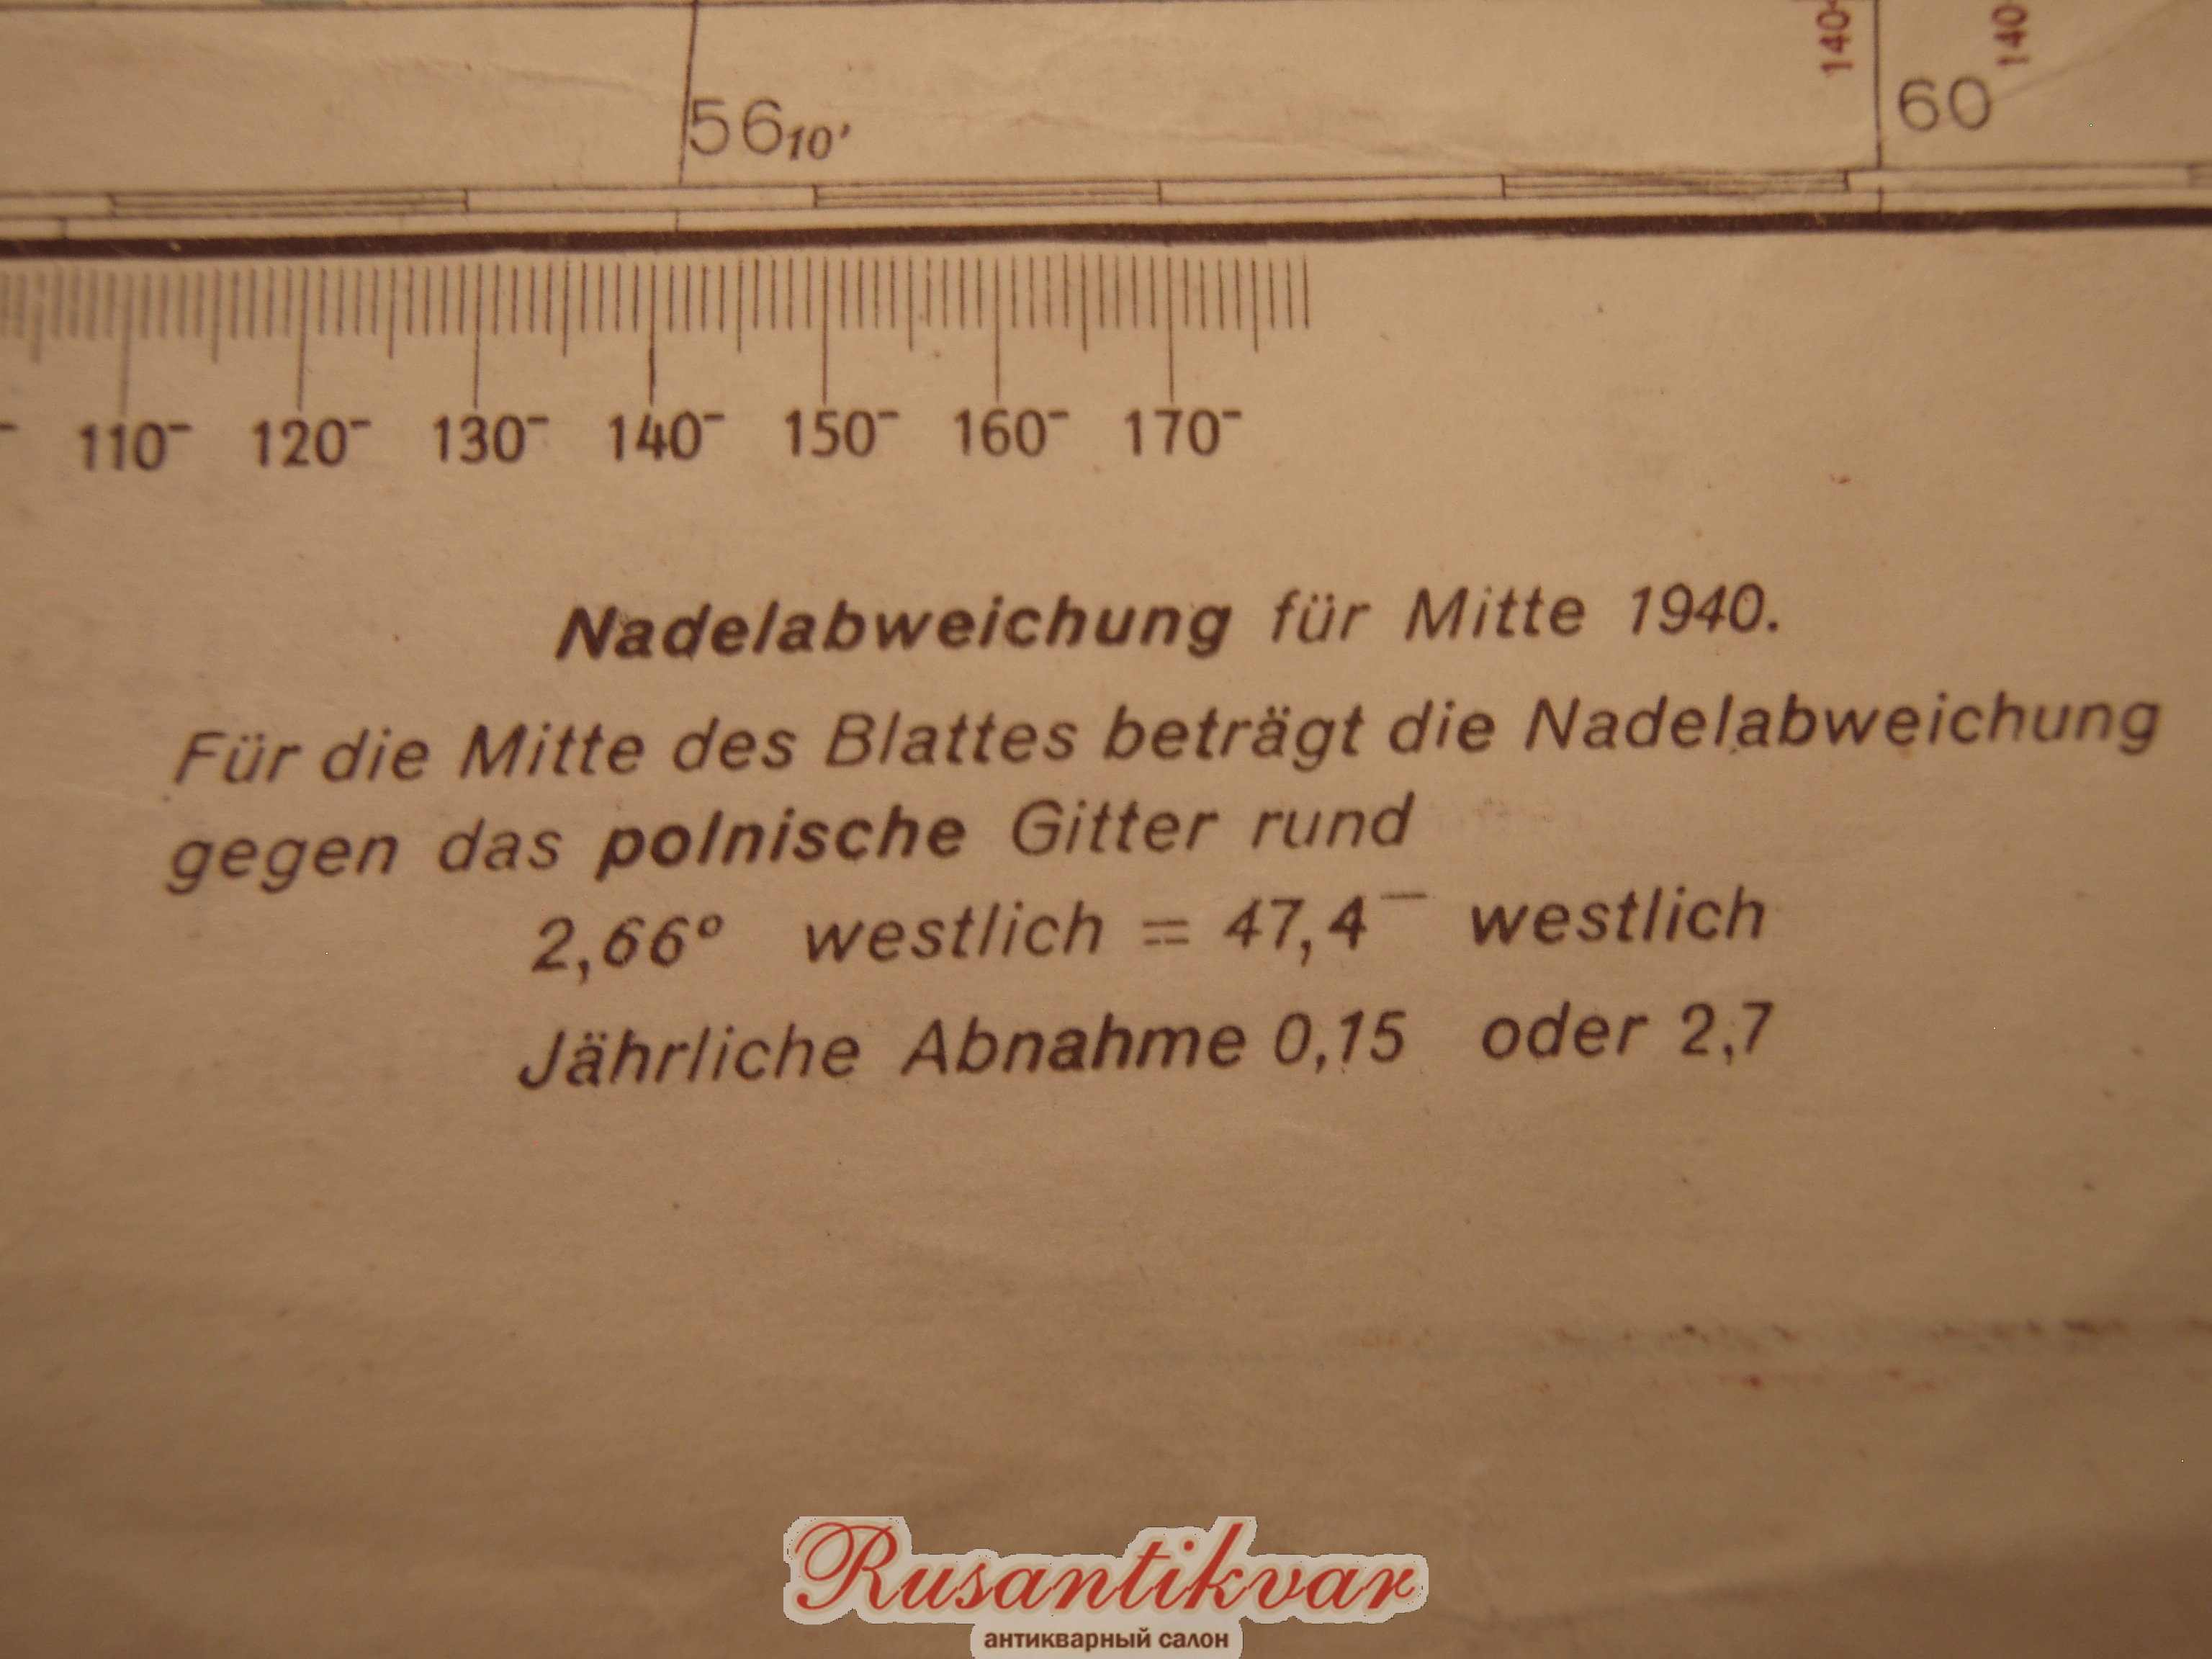 140-
140
56 10'
60
110⁻ 120⁻ 130⁻ 140⁻ 150⁻ 160⁻ 170⁻
Nadelabweichung für Mitte 1940.
Für die Mitte des Blattes beträgt die Nadelabweichung
gegen das polnische Gitter rund
2,66° westlich = 47,4⁻ westlich
Jährliche Abnahme 0,15 oder 2,7
Rusantikvar
антикварный салон